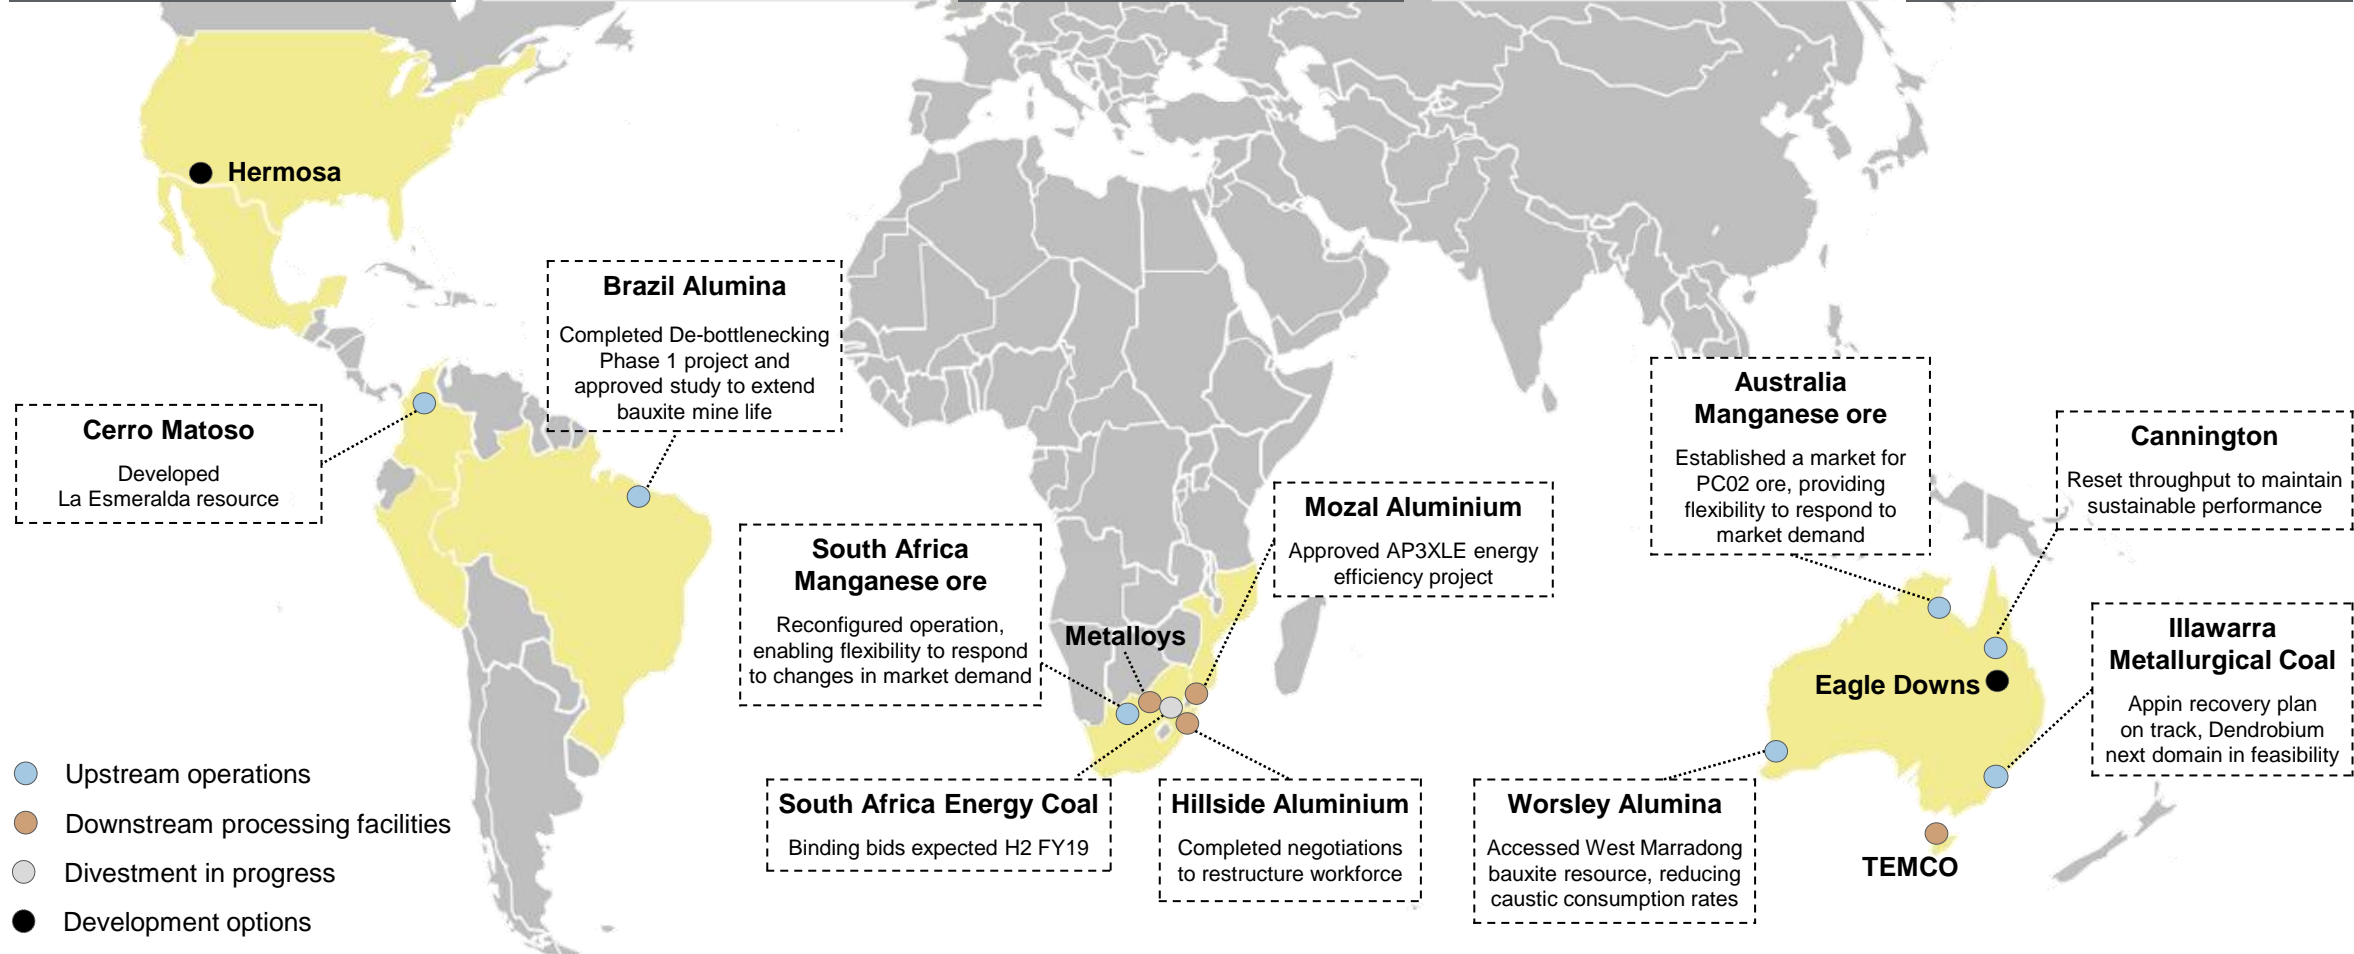 Hermosa
Brazil Alumina
Completed De-bottlenecking
Phase 1 project and
approved study to extend
bauxite mine life
Cerro Matoso
Developed
La Esmeralda resource
South Africa
Manganese ore
Reconfigured operation,
enabling flexibility to respond
to changes in market demand
Metalloys
Mozal Aluminium
Approved AP3XLE energy
efficiency project
Australia
Manganese ore
Established a market for
PC02 ore, providing
flexibility to respond to
market demand
Cannington
Reset throughput to maintain
sustainable performance
Eagle Downs
Illawarra
Metallurgical Coal
Appin recovery plan
on track, Dendrobium
next domain in feasibility
South Africa Energy Coal
Binding bids expected H2 FY19
Hillside Aluminium
Completed negotiations
to restructure workforce
Worsley Alumina
Accessed West Marradong
bauxite resource, reducing
caustic consumption rates
TEMCO
Upstream operations
Downstream processing facilities
Divestment in progress
Development options